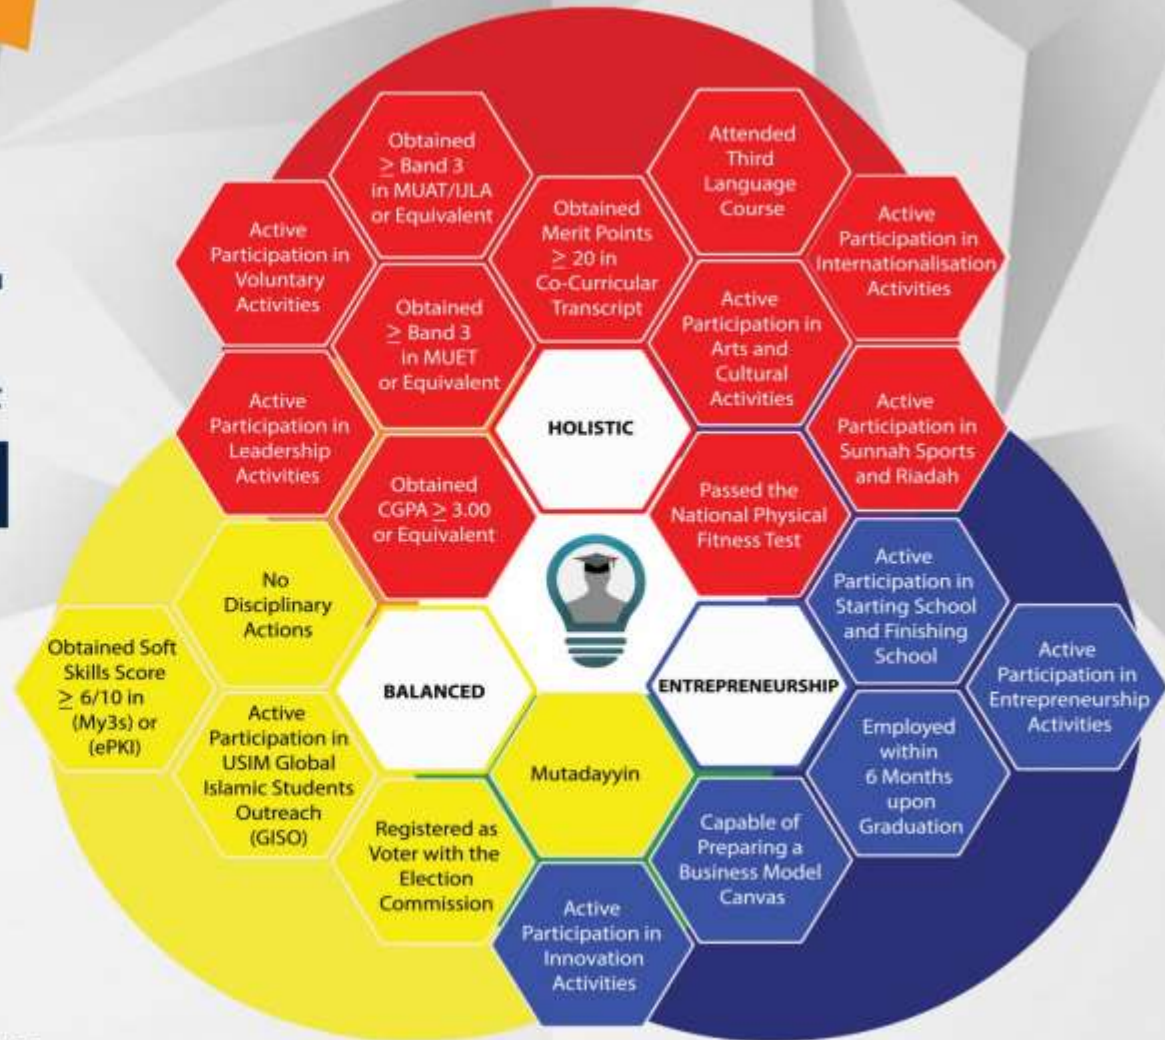 Obtained
≥ Band 3
in MUAT/IJLA
or Equivalent
Attended
Third
Language
Course
Active
Participation in
Voluntary
Activities
Obtained
Merit Points
≥ 20 in
Co-Curricular
Transcript
Active
Participation in
Internationalisation
Activities
Obtained
≥ Band 3
in MUET
or Equivalent
Active
Participation in
Arts and
Cultural
Activities
Active
Participation in
Leadership
Activities
HOLISTIC
Active
Participation in
Sunnah Sports
and Riadah
Obtained
CGPA ≥ 3.00
or Equivalent
Passed the
National Physical
Fitness Test
No
Disciplinary
Actions
Active
Participation in
Starting School
and Finishing
School
Obtained Soft
Skills Score
≥ 6/10 in
(My3s) or
(ePKI)
BALANCED
ENTREPRENEURSHIP
Active
Participation in
Entrepreneurship
Activities
Active
Participation in
USIM Global
Islamic Students
Outreach
(GISO)
Mutadayyin
Employed
within
6 Months
upon
Graduation
Registered as
Voter with the
Election
Commission
Capable of
Preparing a
Business Model
Canvas
Active
Participation in
Innovation
Activities